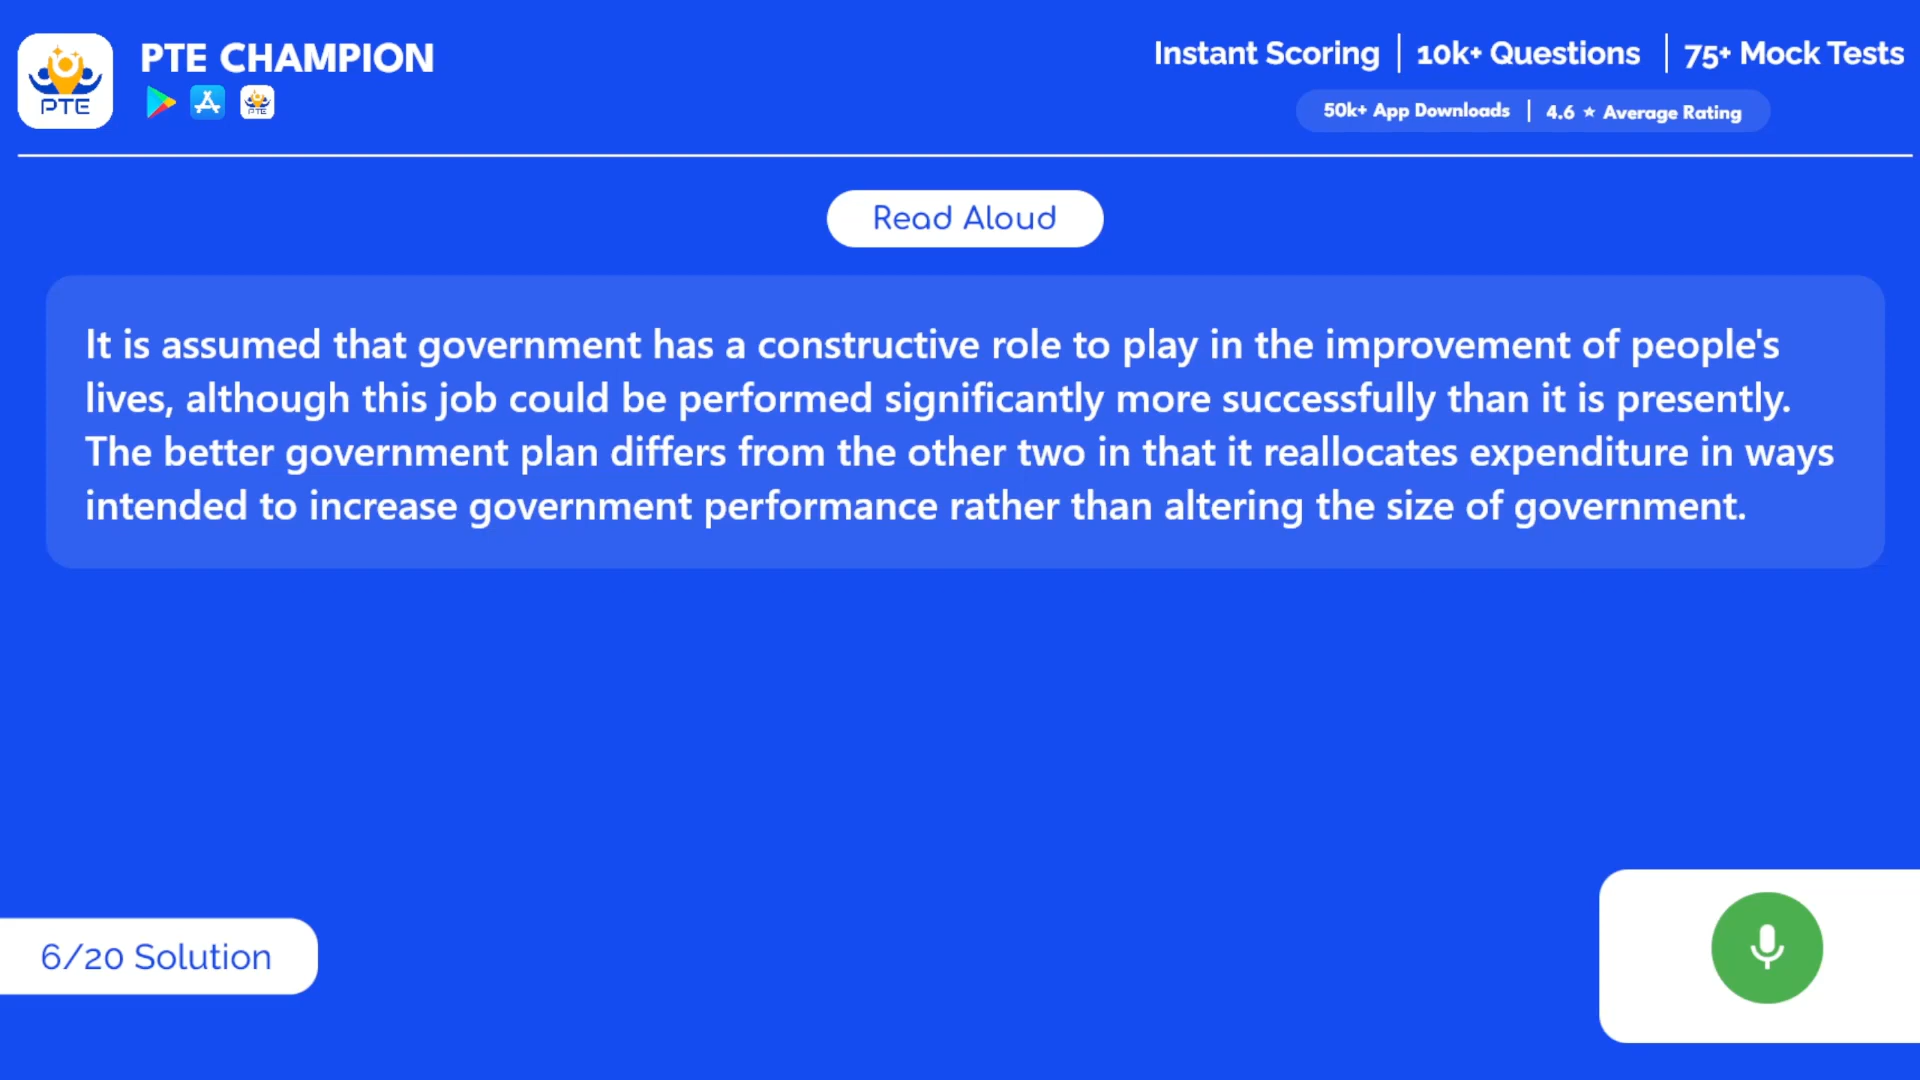 PTE CHAMPION
PTE
PTE
Instant Scoring | 10k+ Questions | 75+ Mock Tests
50k+ App Downloads | 4.6 ★ Average Rating
Read Aloud
It is assumed that government has a constructive role to play in the improvement of people's
lives, although this job could be performed significantly more successfully than it is presently.
The better government plan differs from the other two in that it reallocates expenditure in ways
intended to increase government performance rather than altering the size of government.
6/20 Solution